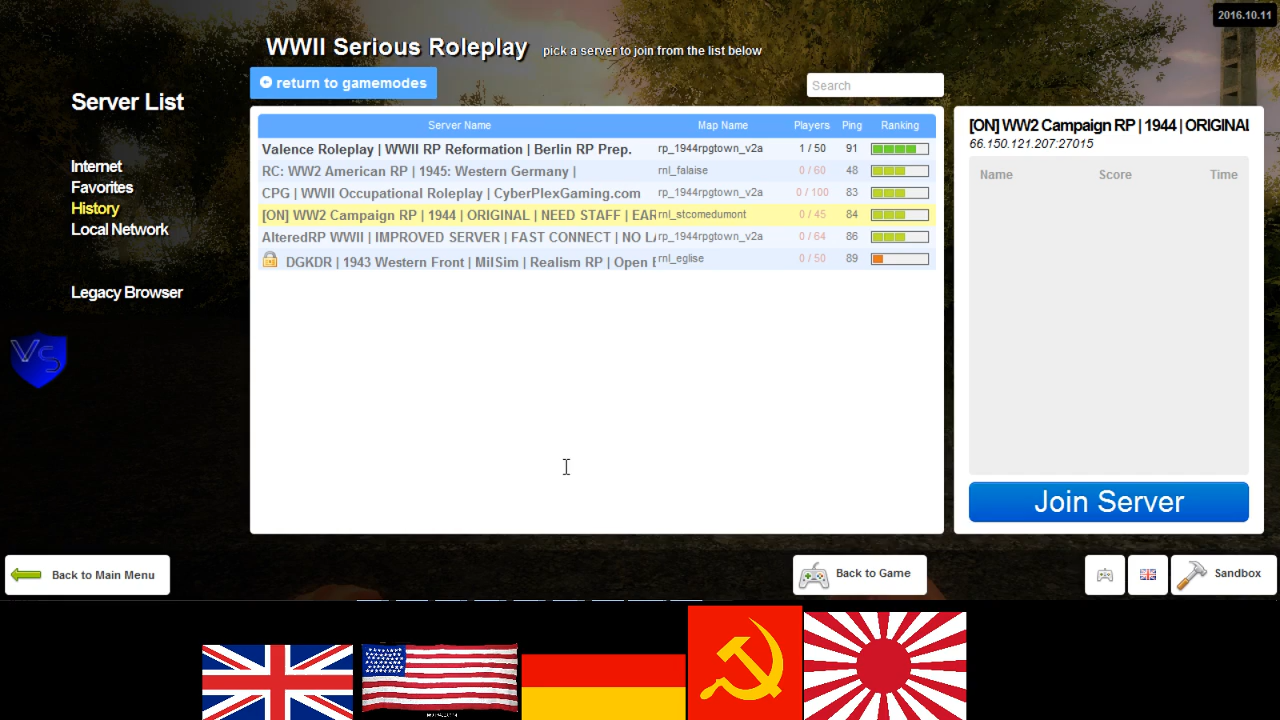 2016.10.11
WWII Serious Roleplay pick a server to join from the list below
return to gamemodes
Search
Server List
Internet
Favorites
History
Local Network
Legacy Browser
VS
Server Name Map Name Players Ping Ranking
Valence Roleplay | WWII RP Reformation | Berlin RP Prep. rp_1944rpgtown_v2a 1 / 50 91
RC: WW2 American RP | 1945: Western Germany | rnl_falaise 0 / 60 48
CPG | WWII Occupational Roleplay | CyberPlexGaming.com rp_1944rpgtown_v2a 0 / 100 83
[ON] WW2 Campaign RP | 1944 | ORIGINAL | NEED STAFF | EAR rnl_stcomedumont 0 / 45 84
AlteredRP WWII | IMPROVED SERVER | FAST CONNECT | NO L rp_1944rpgtown_v2a 0 / 64 86
DGKDR | 1943 Western Front | MilSim | Realism RP | Open rnl_eglise 0 / 50 89
[ON] WW2 Campaign RP | 1944 | ORIGINAL
66.150.121.207:27015
Name Score Time
Join Server
Back to Main Menu
Back to Game
Sandbox